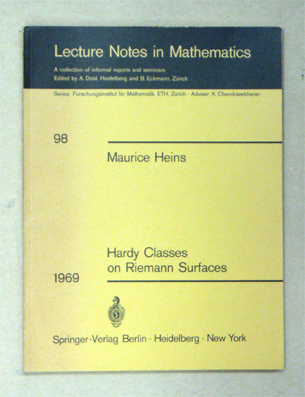 Lecture Notes in Mathematics
A collection of informal reports and seminars
Edited by A. Dold, Heidelberg and B. Eckmann, Zürich
Series: Forschungsinstitut für Mathematik, ETH, Zürich · Adviser: K. Chandrasekharan
98
Maurice Heins
Hardy Classes
on Riemann Surfaces
1969
Springer-Verlag Berlin · Heidelberg · New York